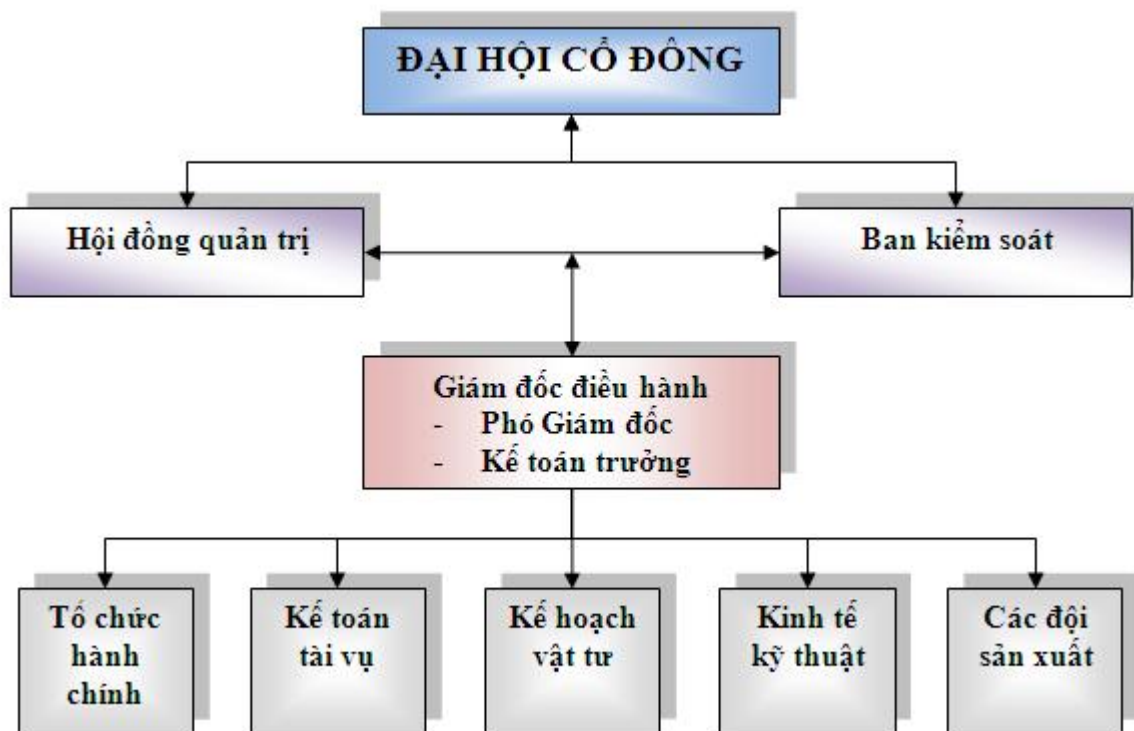 ĐẠI HỘI CỔ ĐÔNG
Hội đồng quản trị
Ban kiểm soát
Giám đốc điều hành
- Phó Giám đốc
- Kế toán trưởng
Tổ chức
hành
chính
Kế toán
tài vụ
Kế hoạch
vật tư
Kinh tế
kỹ thuật
Các đội
sản xuất